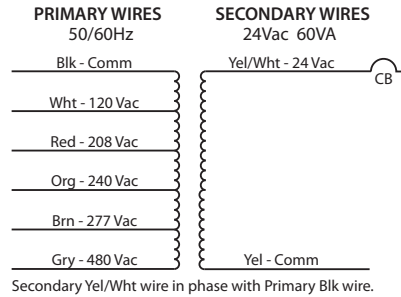 PRIMARY WIRES
50/60Hz
SECONDARY WIRES
24Vac 60VA
Blk - Comm
Wht - 120 Vac
Red - 208 Vac
Org - 240 Vac
Brn - 277 Vac
Gry - 480 Vac
Yel/Wht - 24 Vac
CB
Yel - Comm
Secondary Yel/Wht wire in phase with Primary Blk wire.